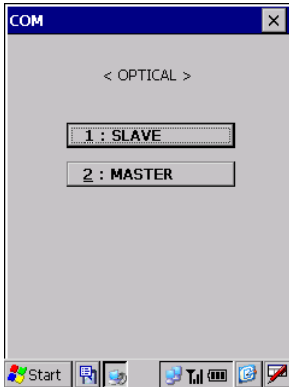 COM
< OPTICAL >
1 : SLAVE
2 : MASTER
Start